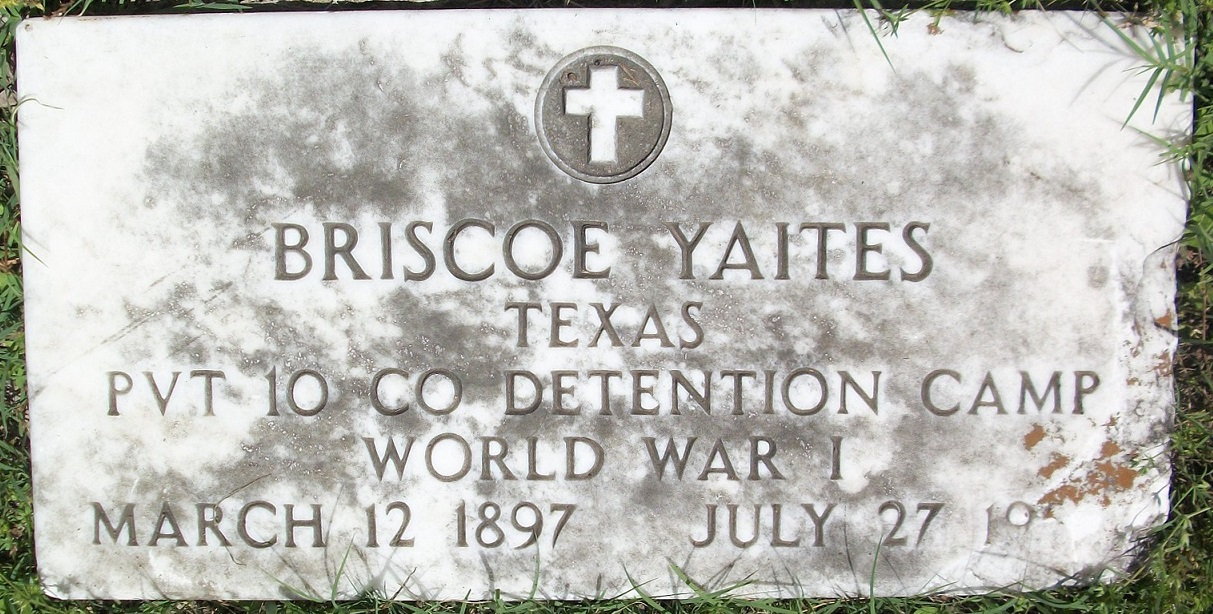 BRISCOE YAITES
TEXAS
PVT 10 CO DETENTION CAMP
WORLD WAR I
MARCH 12 1897 JULY 27